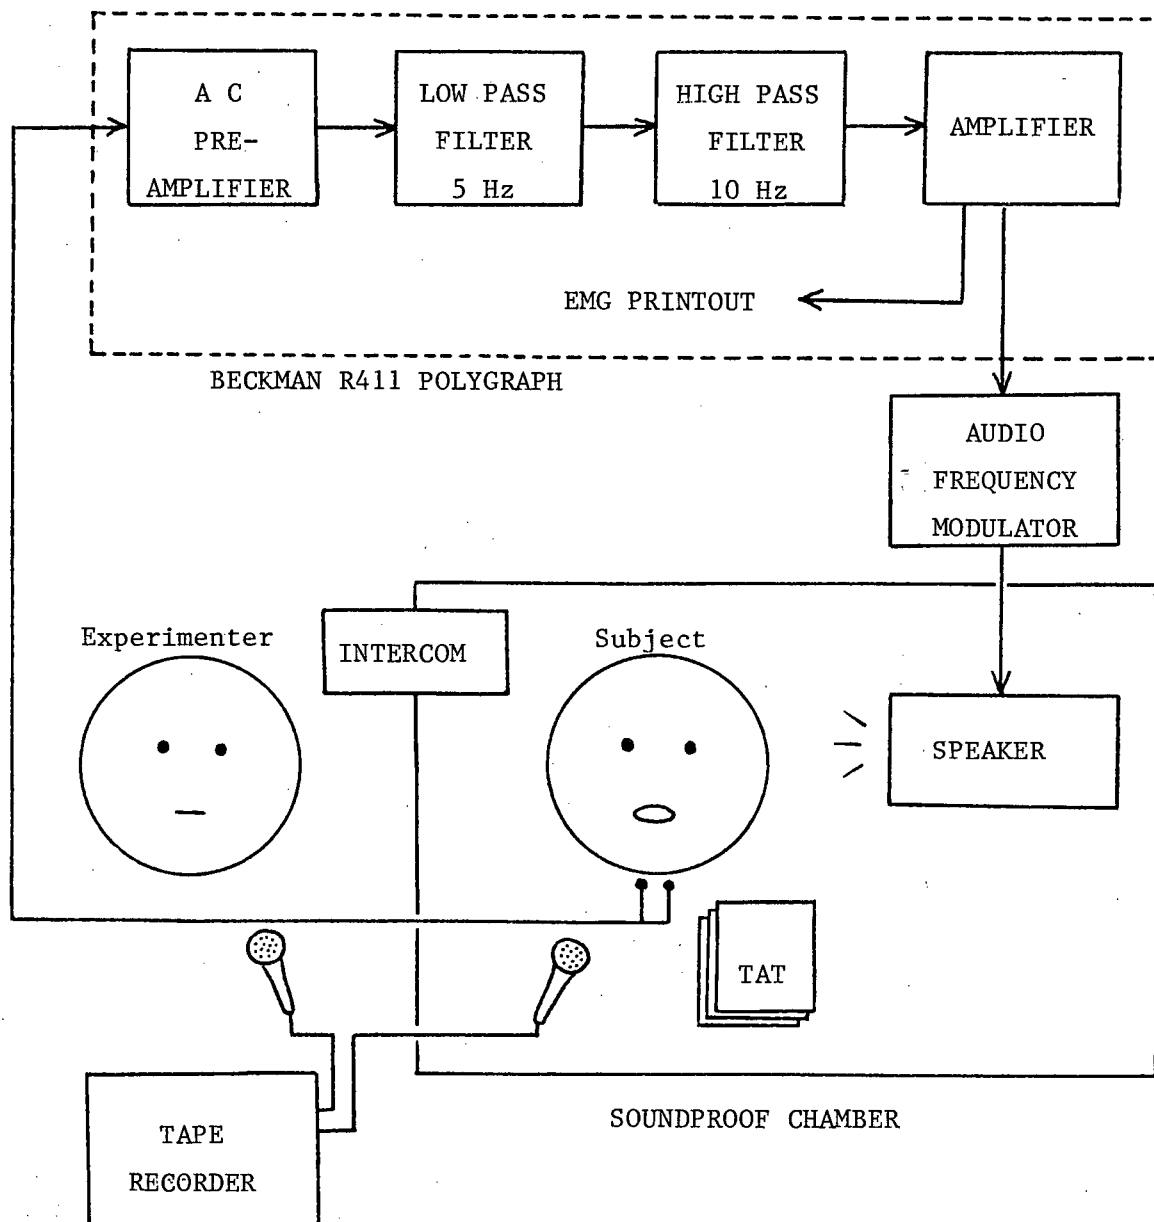 A C
PRE-
AMPLIFIER
LOW PASS
FILTER
5 Hz
HIGH PASS
FILTER
10 Hz
AMPLIFIER
EMG PRINTOUT
BECKMAN R411 POLYGRAPH
AUDIO
FREQUENCY
MODULATOR
Experimenter
INTERCOM
Subject
SPEAKER
TAT
SOUNDPROOF CHAMBER
TAPE
RECORDER